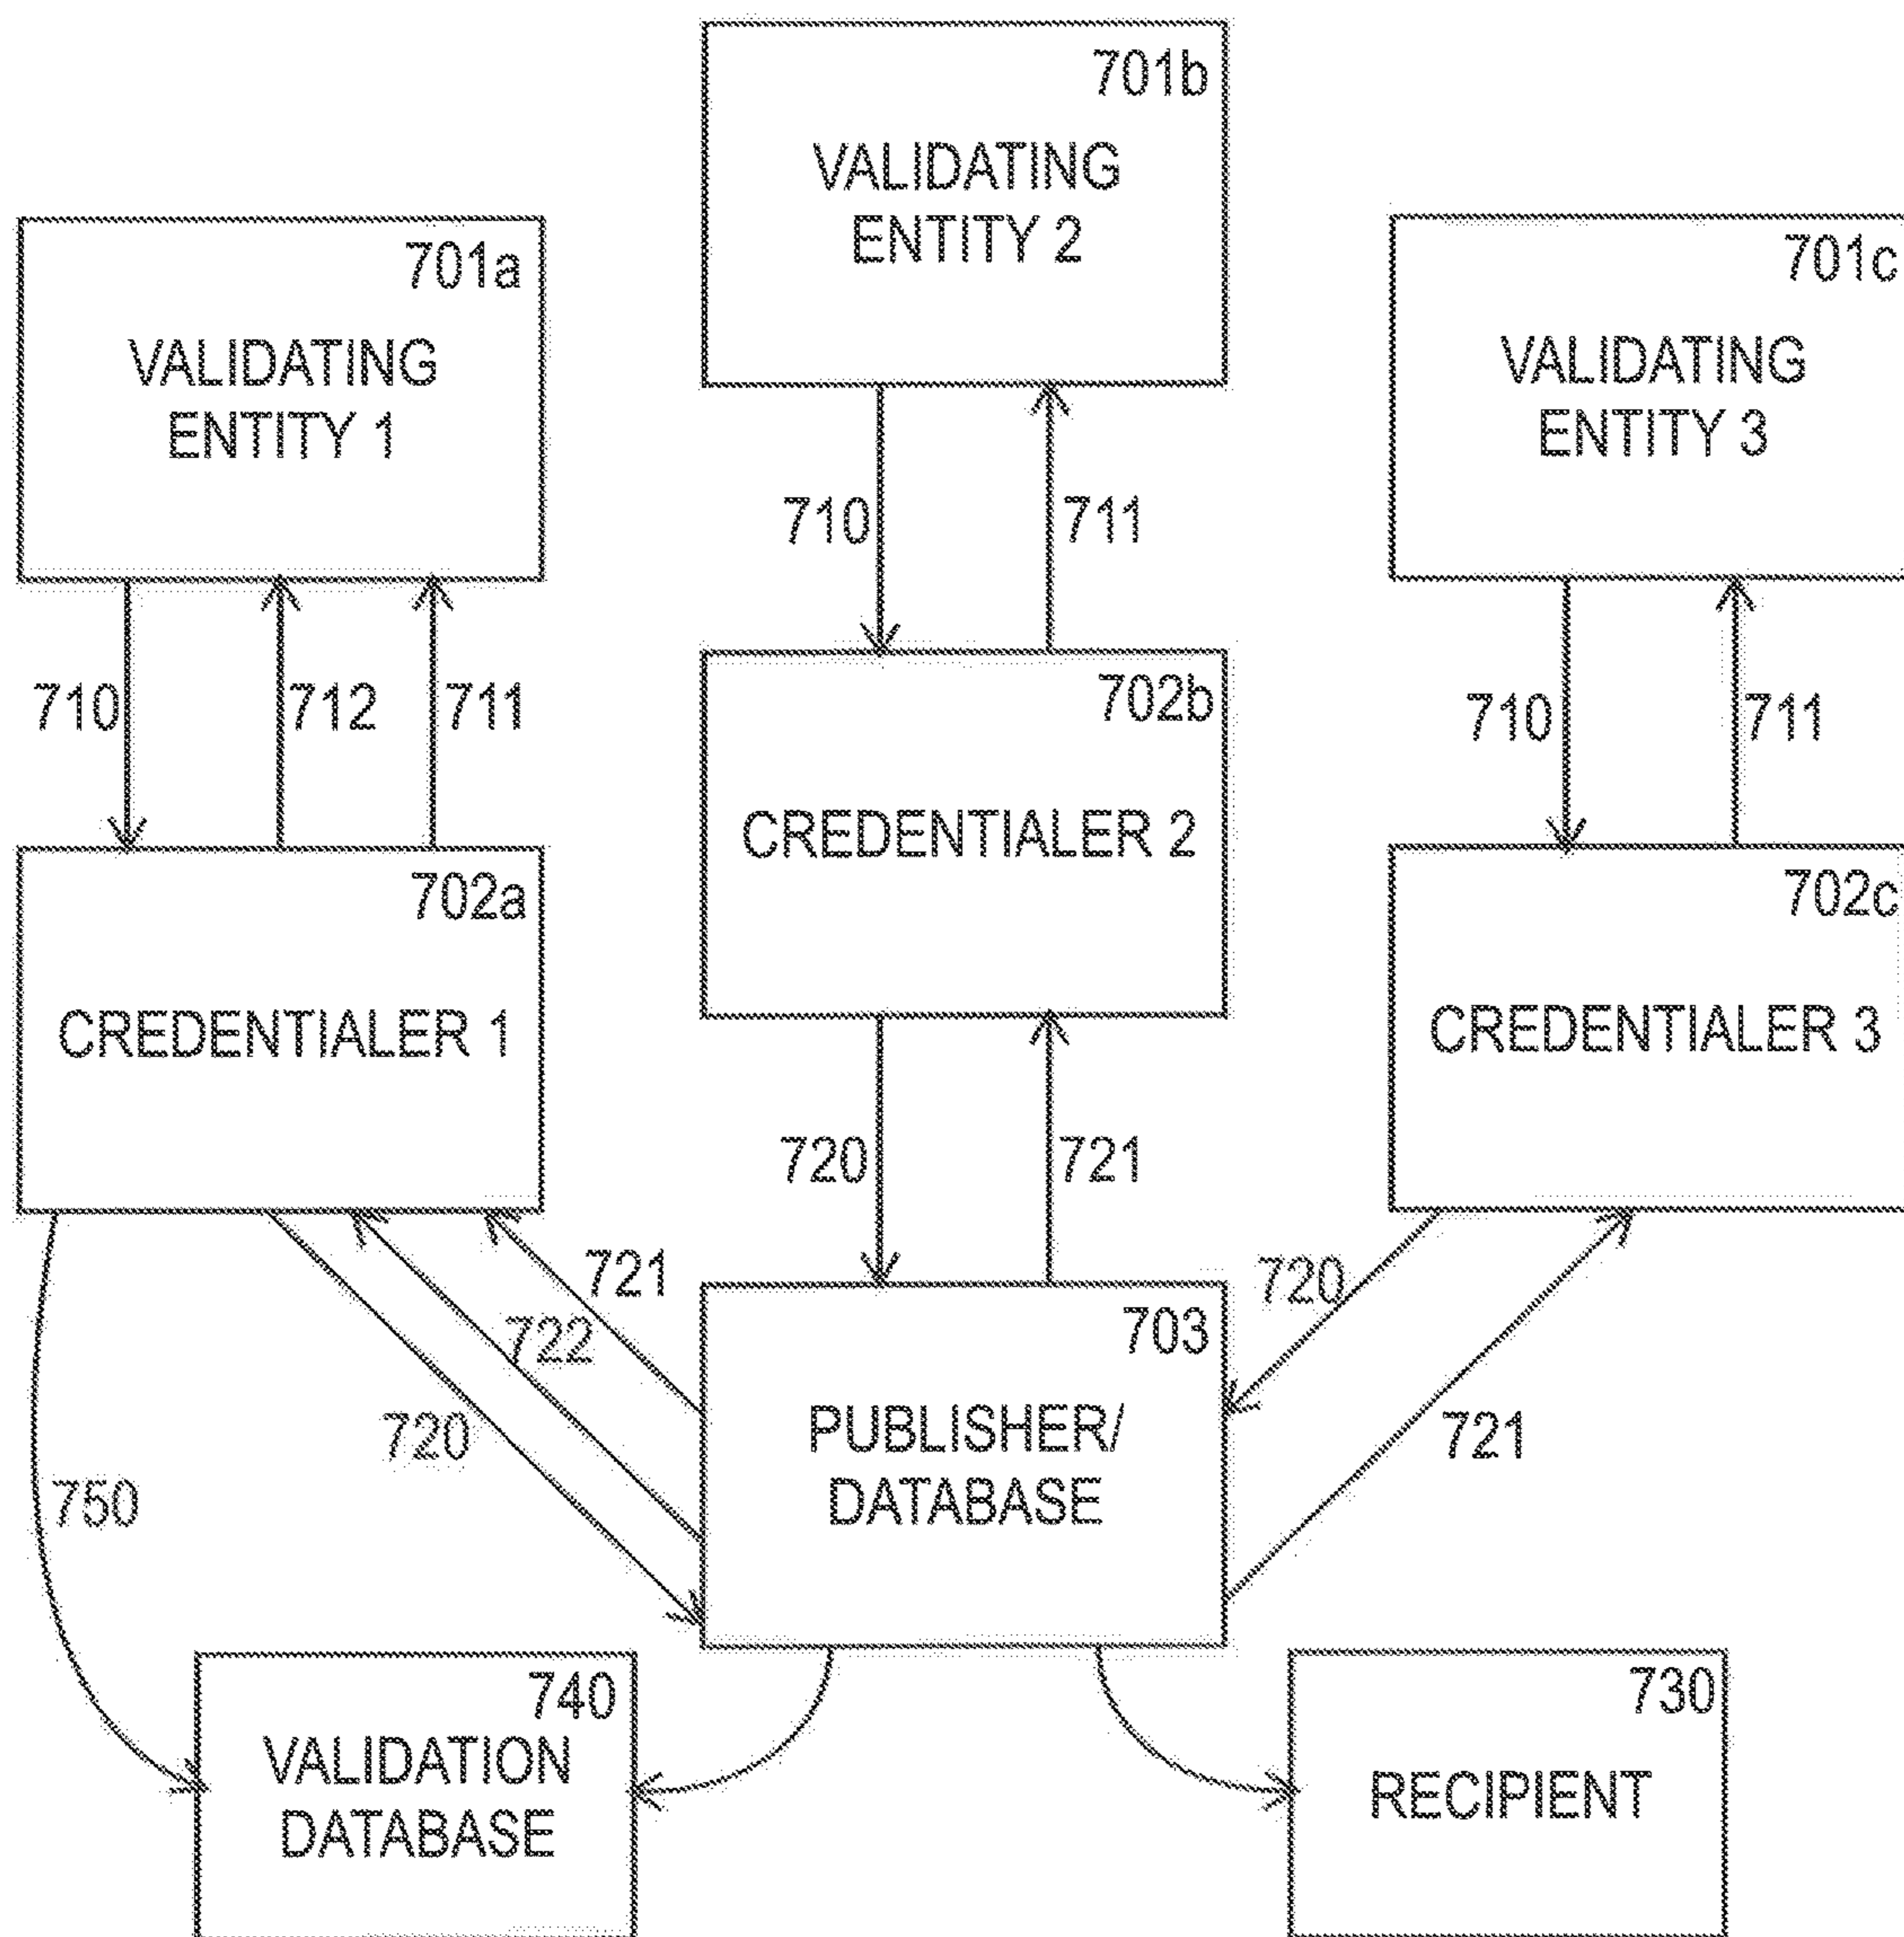 701b
VALIDATING
ENTITY 2
701a
VALIDATING
ENTITY 1
701c
VALIDATING
ENTITY 3
710
711
710
712
711
710
711
702b
CREDENTIALER 2
702a
CREDENTIALER 1
702c
CREDENTIALER 3
720
721
721
722
720
720
721
703
PUBLISHER/
DATABASE
750
740
VALIDATION
DATABASE
730
RECIPIENT